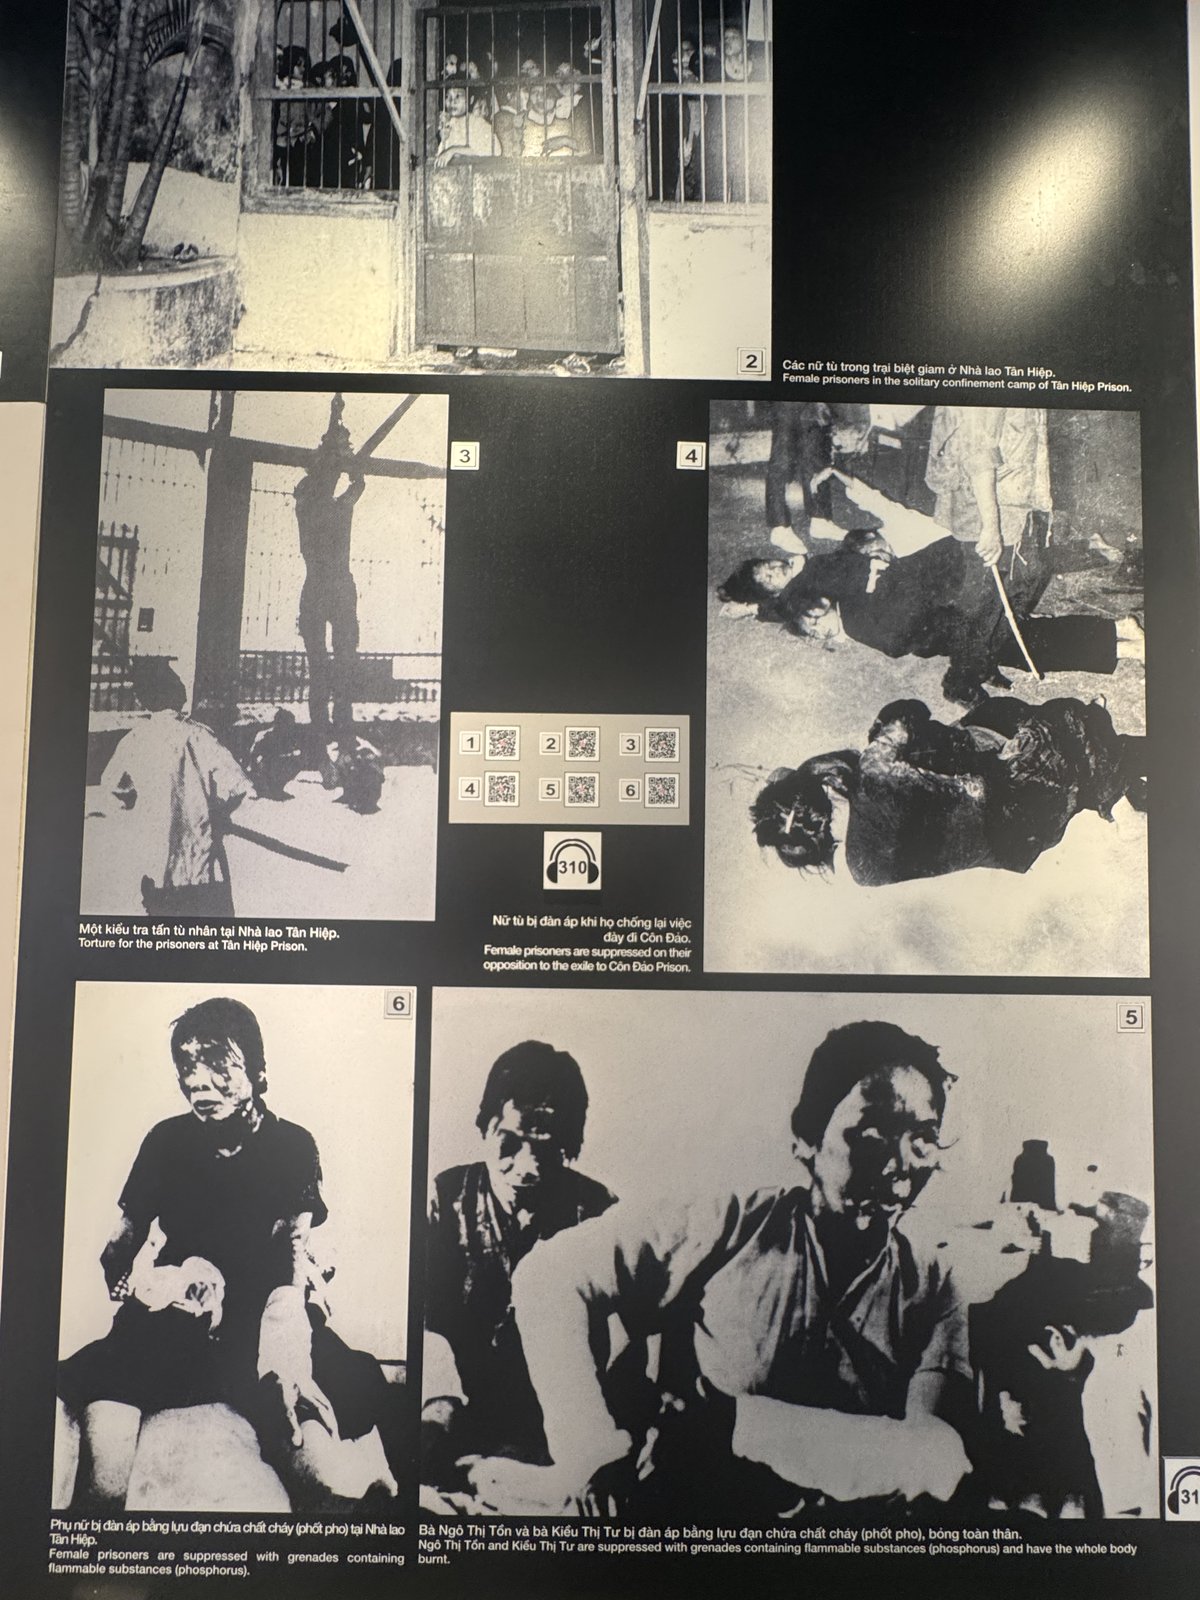 2
Các nữ tù trong trại biệt giam ở Nhà lao Tân Hiệp.
Female prisoners in the solitary confinement camp of Tân Hiệp Prison.
3
4
1 2 3
4 5 6
310
Một kiểu tra tấn tù nhân tại Nhà lao Tân Hiệp.
Torture for the prisoners at Tân Hiệp Prison.
Nữ tù bị đàn áp khi họ chống lại việc
đày đi Côn Đảo.
Female prisoners are suppressed on their
opposition to the exile to Côn Đảo Prison.
6
5
Phụ nữ bị đàn áp bằng lựu đạn chứa chất cháy (phốt pho) tại Nhà lao
Tân Hiệp.
Female prisoners are suppressed with grenades containing
flammable substances (phosphorus).
Bà Ngô Thị Tốn và bà Kiều Thị Tư bị đàn áp bằng lựu đạn chứa chất cháy (phốt pho), bỏng toàn thân.
Ngô Thị Tốn and Kiều Thị Tư are suppressed with grenades containing flammable substances (phosphorus) and have the whole body
burnt.
31